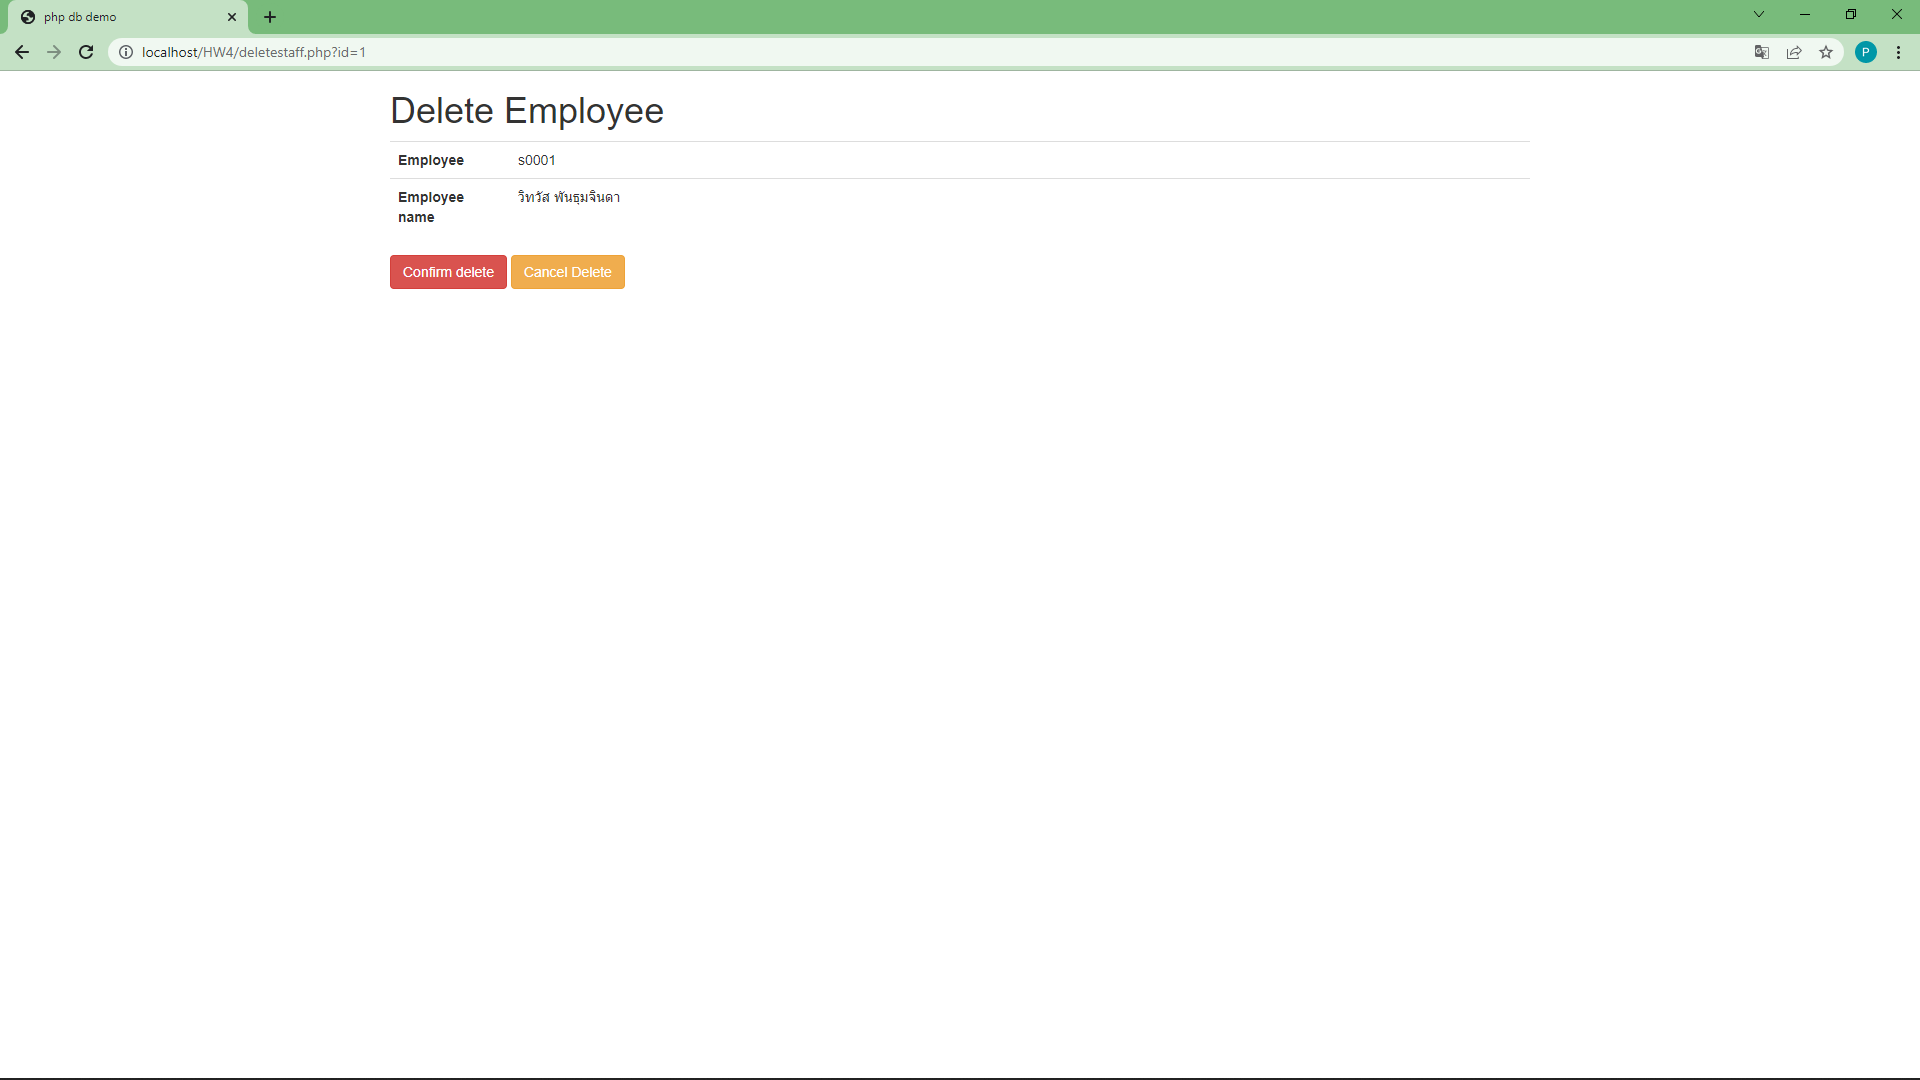 php db demo
localhost/HW4/deletestaff.php?id=1
P
Delete Employee
Employee s0001
Employee วิทวัส พันธุมจินดา
name
Confirm delete Cancel Delete